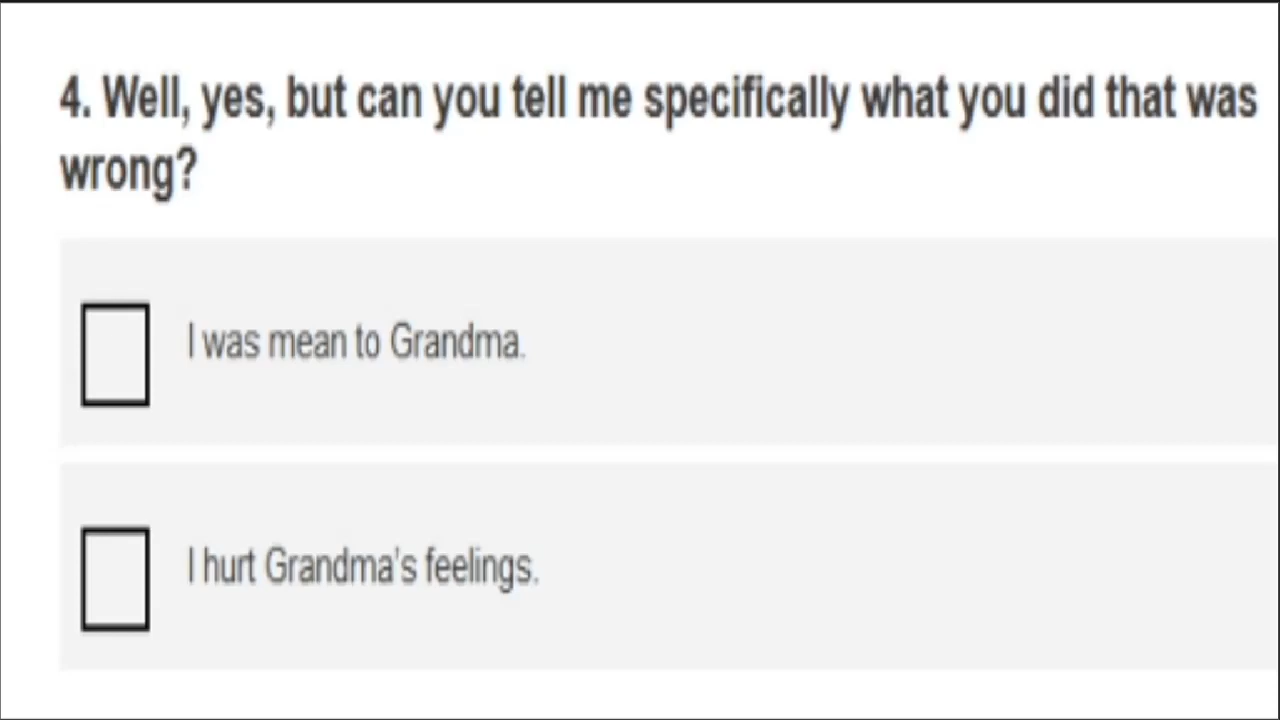 4. Well, yes, but can you tell me specifically what you did that was
wrong?
I was mean to Grandma.
I hurt Grandma's feelings.